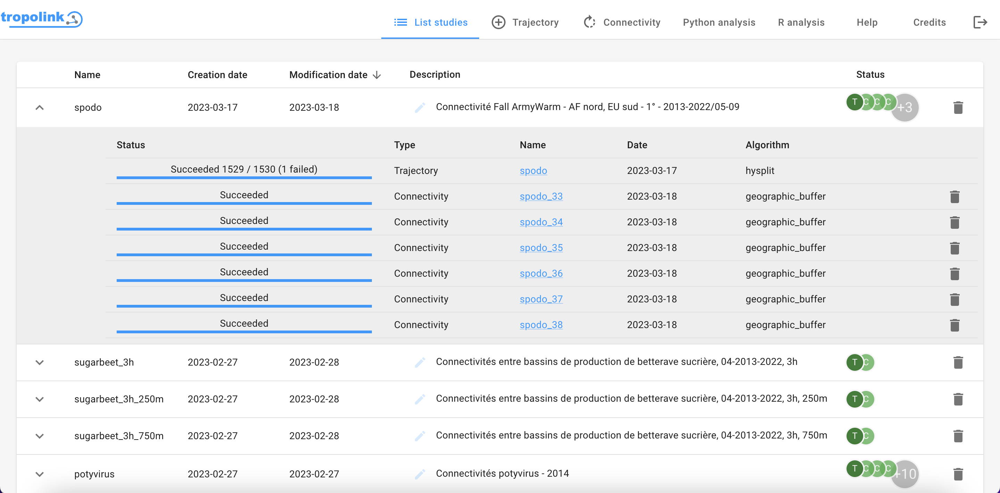 tropolink
List studies Trajectory Connectivity Python analysis R analysis Help Credits
Name Creation date Modification date Description Status
spodo 2023-03-17 2023-03-18 Connectivité Fall ArmyWarm - AF nord, EU sud - 1° - 2013-2022/05-09 T C C C +3
Status Type Name Date Algorithm
Succeeded 1529 / 1530 (1 failed) Trajectory spodo 2023-03-17 hysplit
Succeeded Connectivity spodo_33 2023-03-18 geographic_buffer
Succeeded Connectivity spodo_34 2023-03-18 geographic_buffer
Succeeded Connectivity spodo_35 2023-03-18 geographic_buffer
Succeeded Connectivity spodo_36 2023-03-18 geographic_buffer
Succeeded Connectivity spodo_37 2023-03-18 geographic_buffer
Succeeded Connectivity spodo_38 2023-03-18 geographic_buffer
sugarbeet_3h 2023-02-27 2023-02-28 Connectivités entre bassins de production de betterave sucrière, 04-2013-2022, 3h T C
sugarbeet_3h_250m 2023-02-27 2023-02-28 Connectivités entre bassins de production de betterave sucrière, 04-2013-2022, 3h, 250m T C
sugarbeet_3h_750m 2023-02-27 2023-02-28 Connectivités entre bassins de production de betterave sucrière, 04-2013-2022, 3h, 750m T C
potyvirus 2023-02-27 2023-02-27 Connectivités potyvirus - 2014 T C C C +10